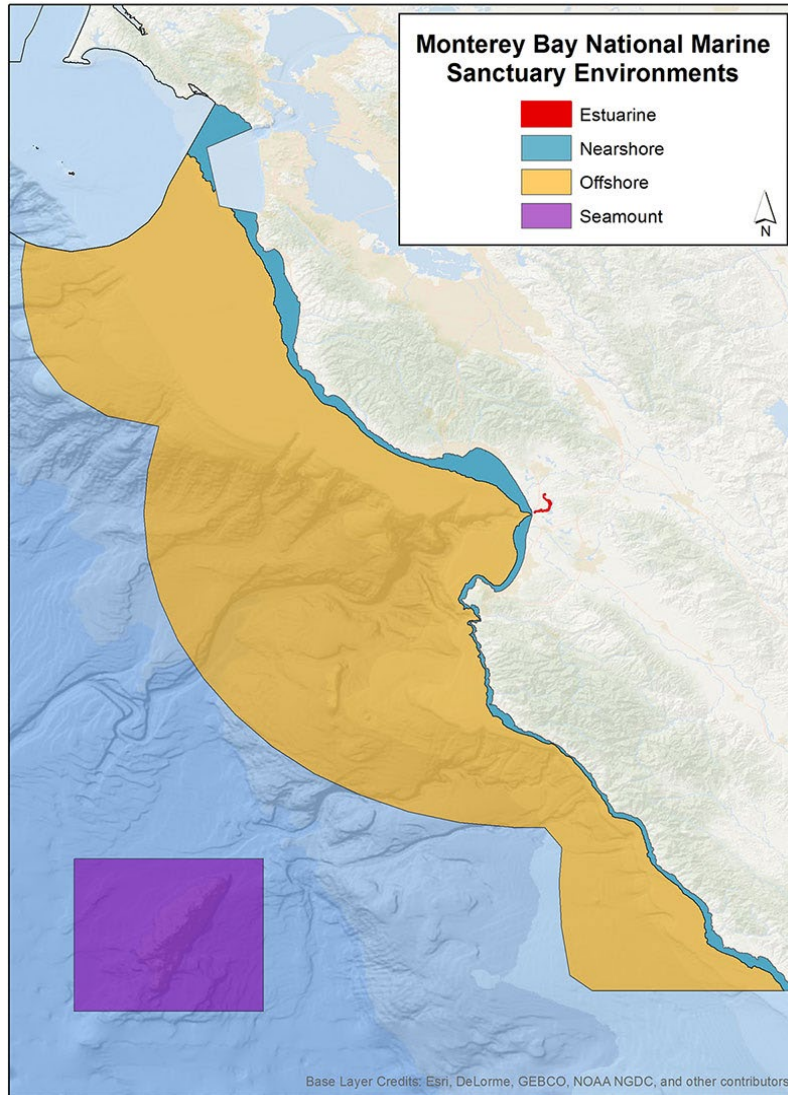 Monterey Bay National Marine
Sanctuary Environments
Estuarine
Nearshore
Offshore
Seamount
N
Base Layer Credits: Esri, DeLorme, GEBCO, NOAA NGDC, and other contributors